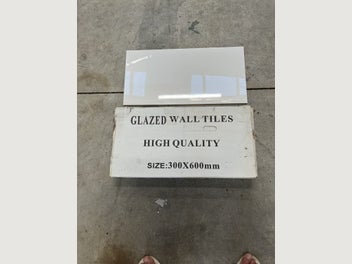 GLAZED WALL TILES
HIGH QUALITY
SIZE:300X600mm